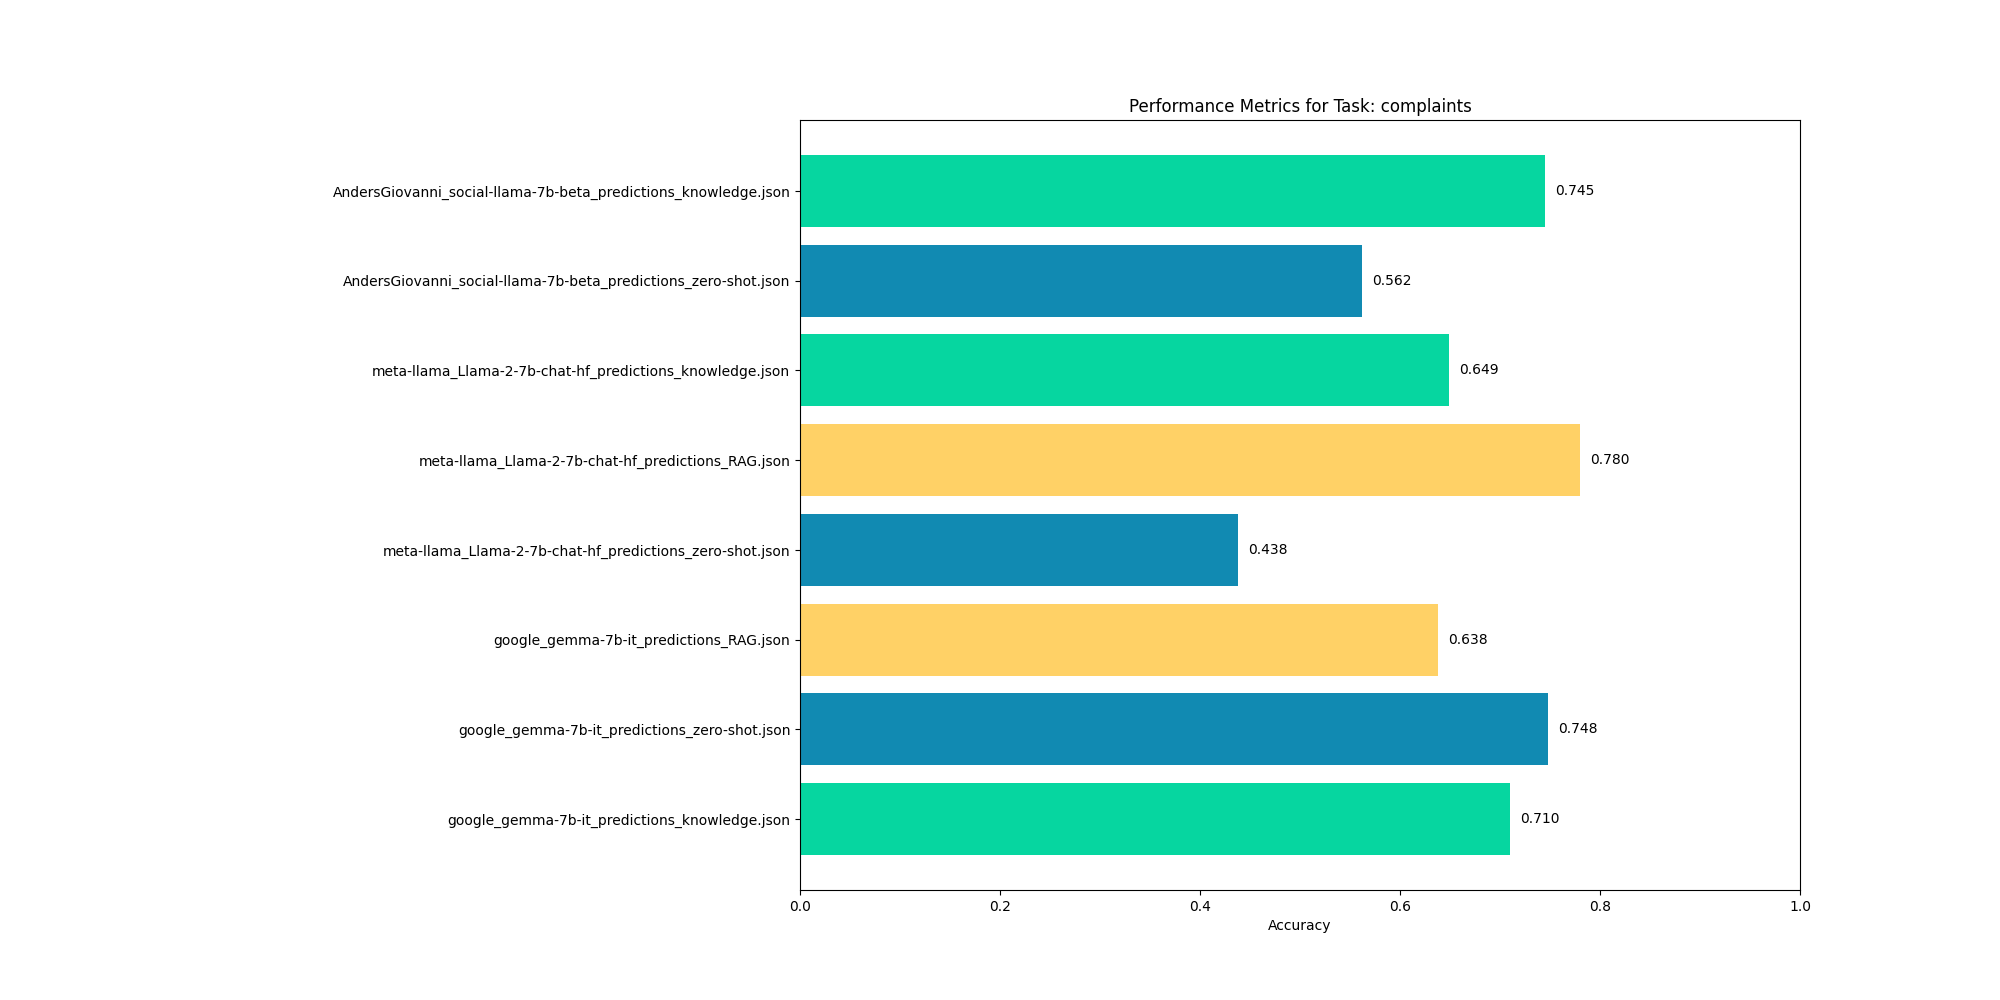 Performance Metrics for Task: complaints
AndersGiovanni_social-llama-7b-beta_predictions_knowledge.json
0.745
AndersGiovanni_social-llama-7b-beta_predictions_zero-shot.json
0.562
meta-llama_Llama-2-7b-chat-hf_predictions_knowledge.json
0.649
meta-llama_Llama-2-7b-chat-hf_predictions_RAG.json
0.780
meta-llama_Llama-2-7b-chat-hf_predictions_zero-shot.json
0.438
google_gemma-7b-it_predictions_RAG.json
0.638
google_gemma-7b-it_predictions_zero-shot.json
0.748
google_gemma-7b-it_predictions_knowledge.json
0.710
0.0 0.2 0.4 0.6 0.8 1.0
Accuracy